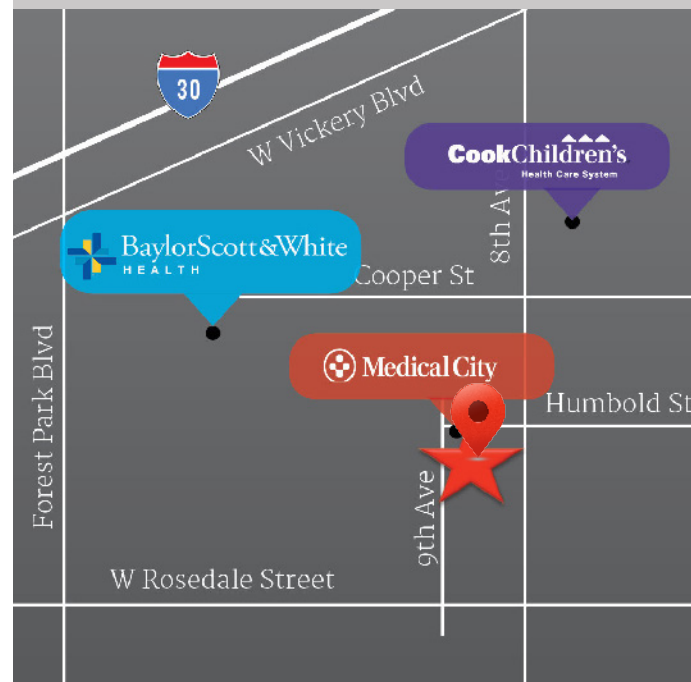 30
W Vickery Blvd
CookChildren's
Health Care System
8th Ave
BaylorScott&White
HEALTH
Cooper St
Medical City
Humbold St
Forest Park Blvd
9th Ave
W Rosedale Street